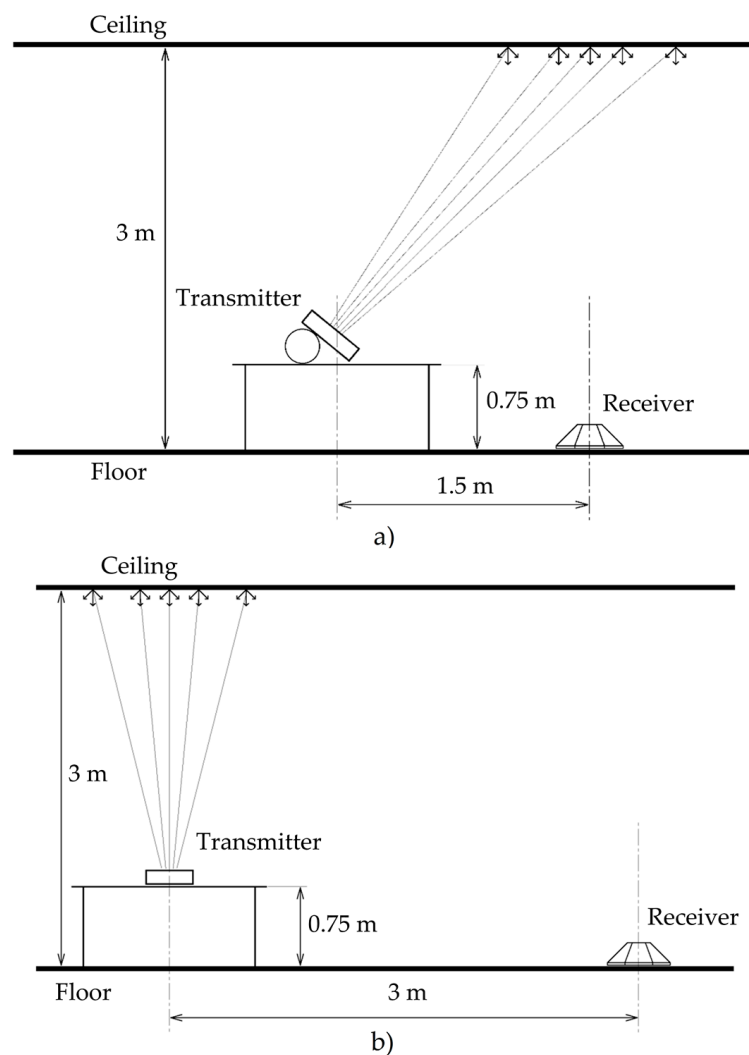 Ceiling
3 m
Transmitter
0.75 m
Receiver
Floor
1.5 m
a)
Ceiling
3 m
Transmitter
0.75 m
Receiver
Floor
3 m
b)